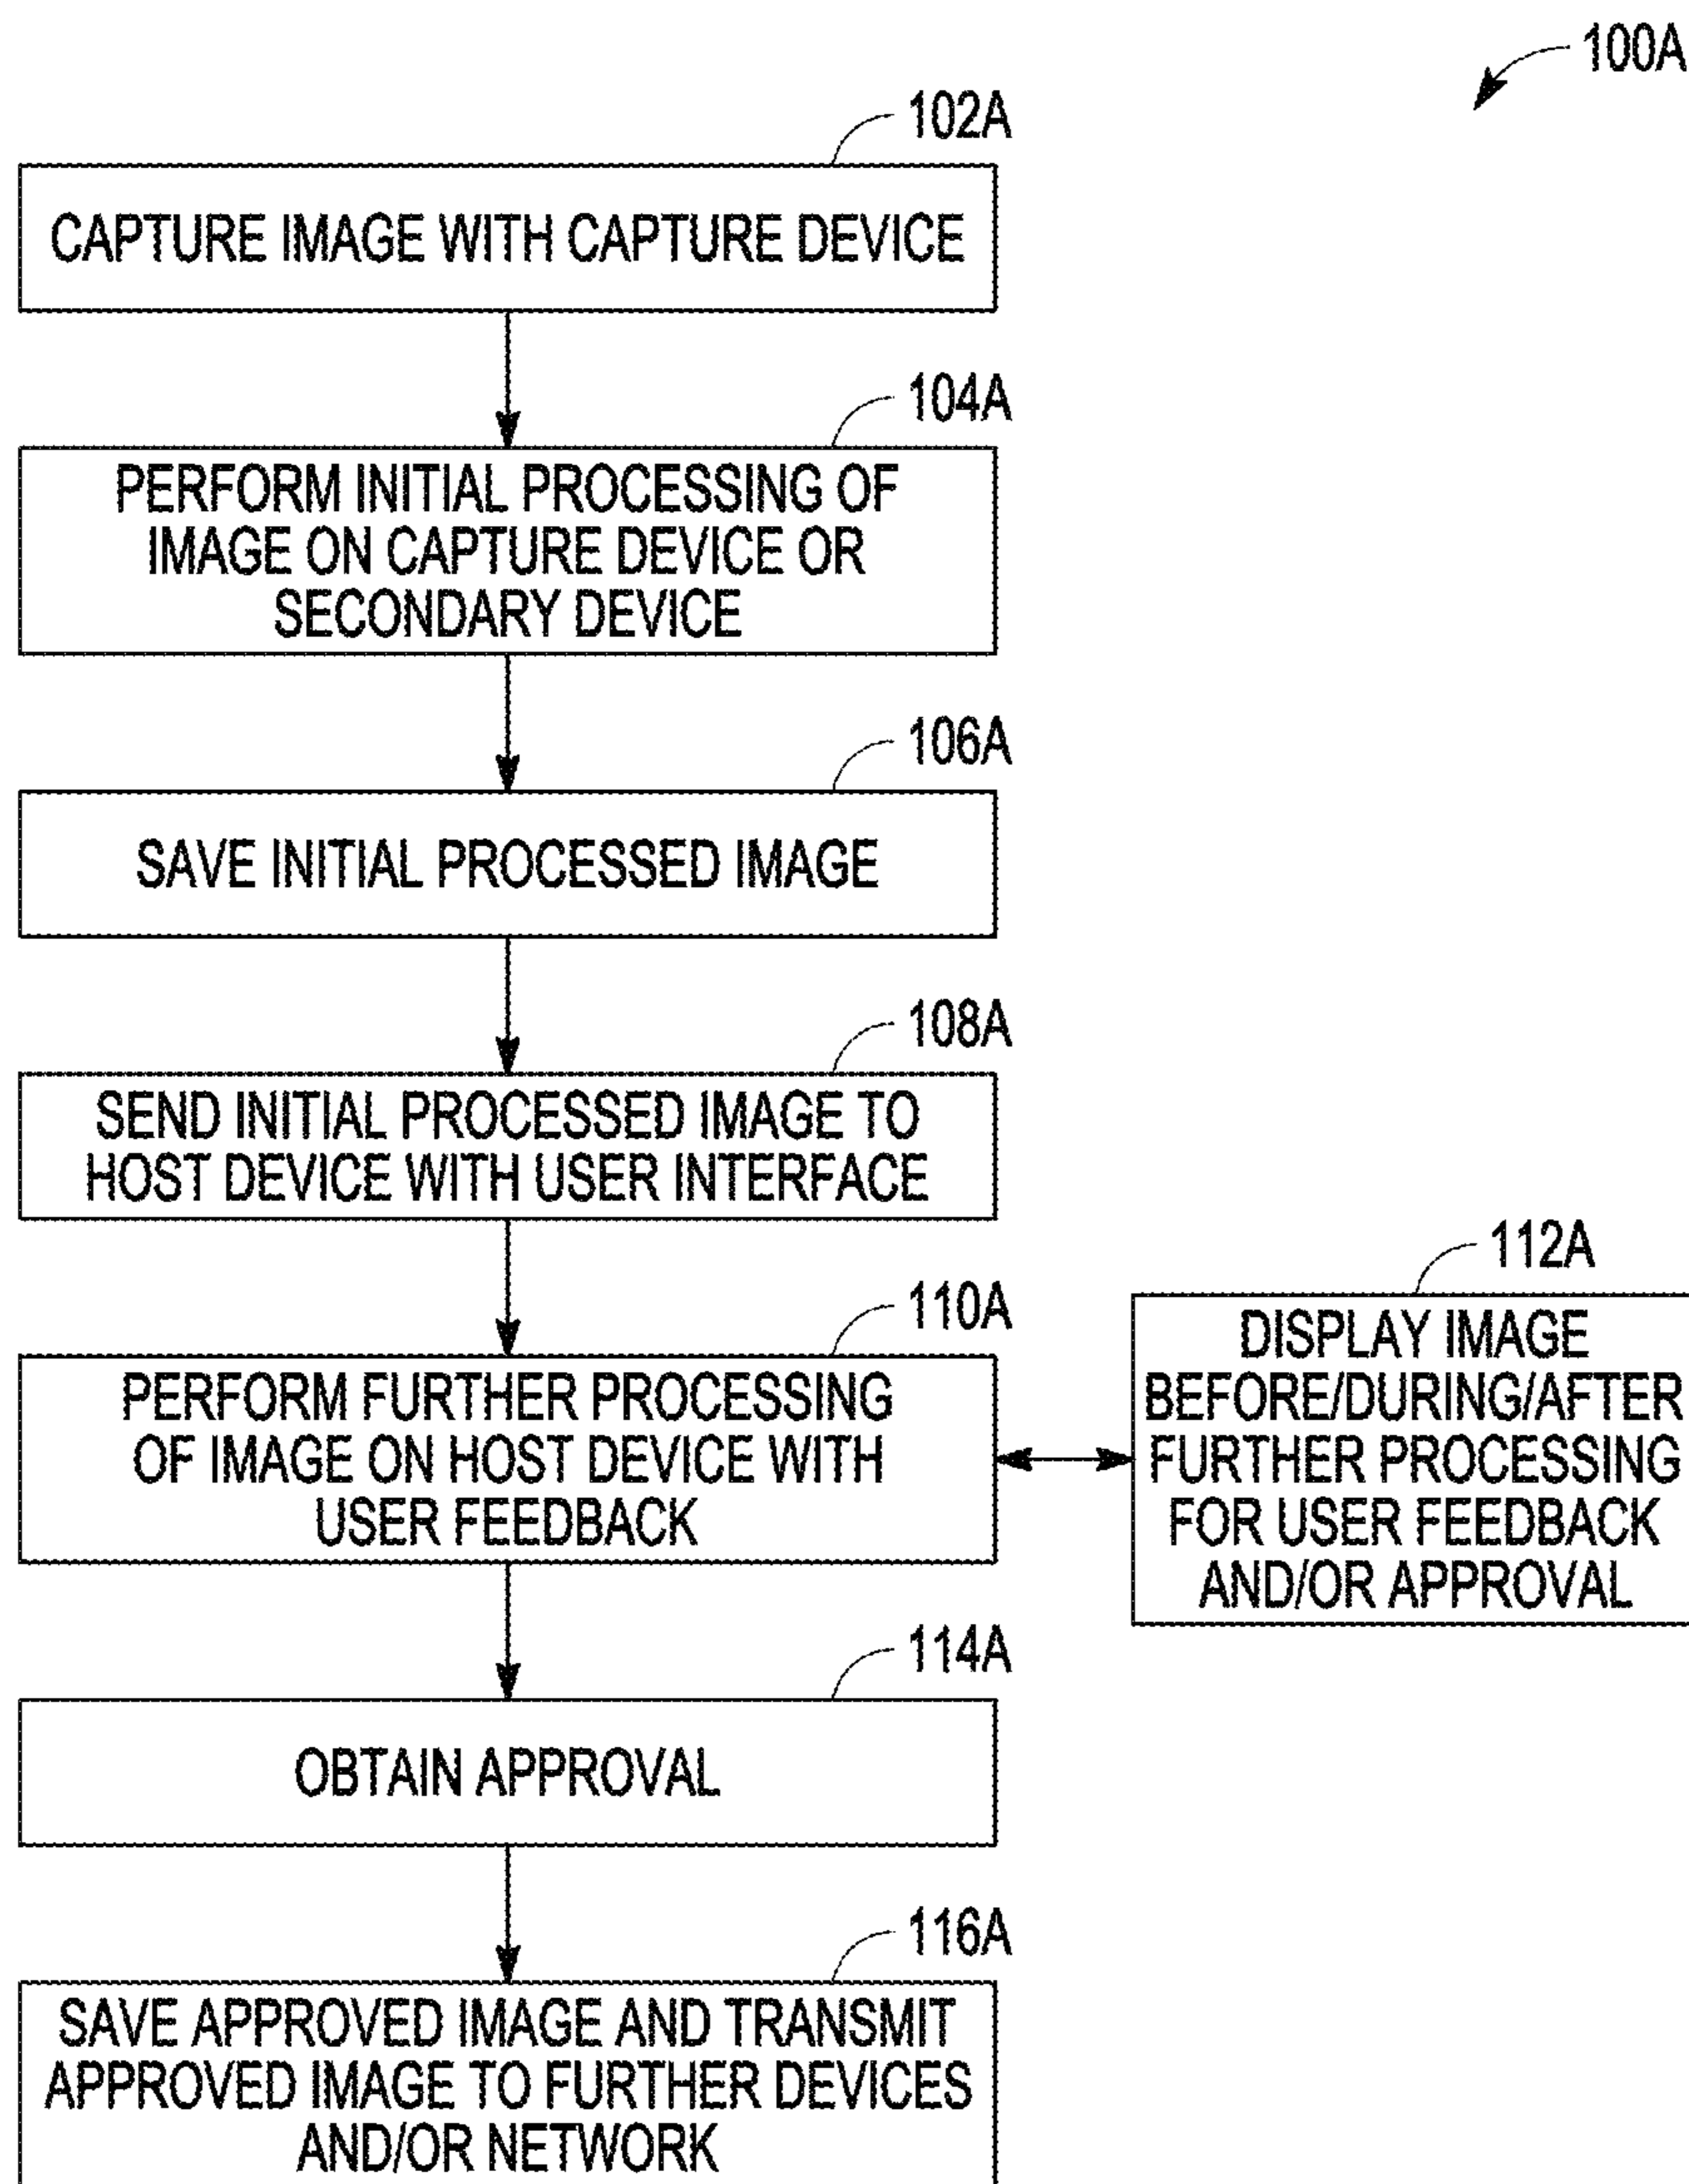 100A
102A
CAPTURE IMAGE WITH CAPTURE DEVICE
104A
PERFORM INITIAL PROCESSING OF
IMAGE ON CAPTURE DEVICE OR
SECONDARY DEVICE
106A
SAVE INITIAL PROCESSED IMAGE
108A
SEND INITIAL PROCESSED IMAGE TO
HOST DEVICE WITH USER INTERFACE
110A
PERFORM FURTHER PROCESSING
OF IMAGE ON HOST DEVICE WITH
USER FEEDBACK
112A
DISPLAY IMAGE
BEFORE/DURING/AFTER
FURTHER PROCESSING
FOR USER FEEDBACK
AND/OR APPROVAL
114A
OBTAIN APPROVAL
116A
SAVE APPROVED IMAGE AND TRANSMIT
APPROVED IMAGE TO FURTHER DEVICES
AND/OR NETWORK